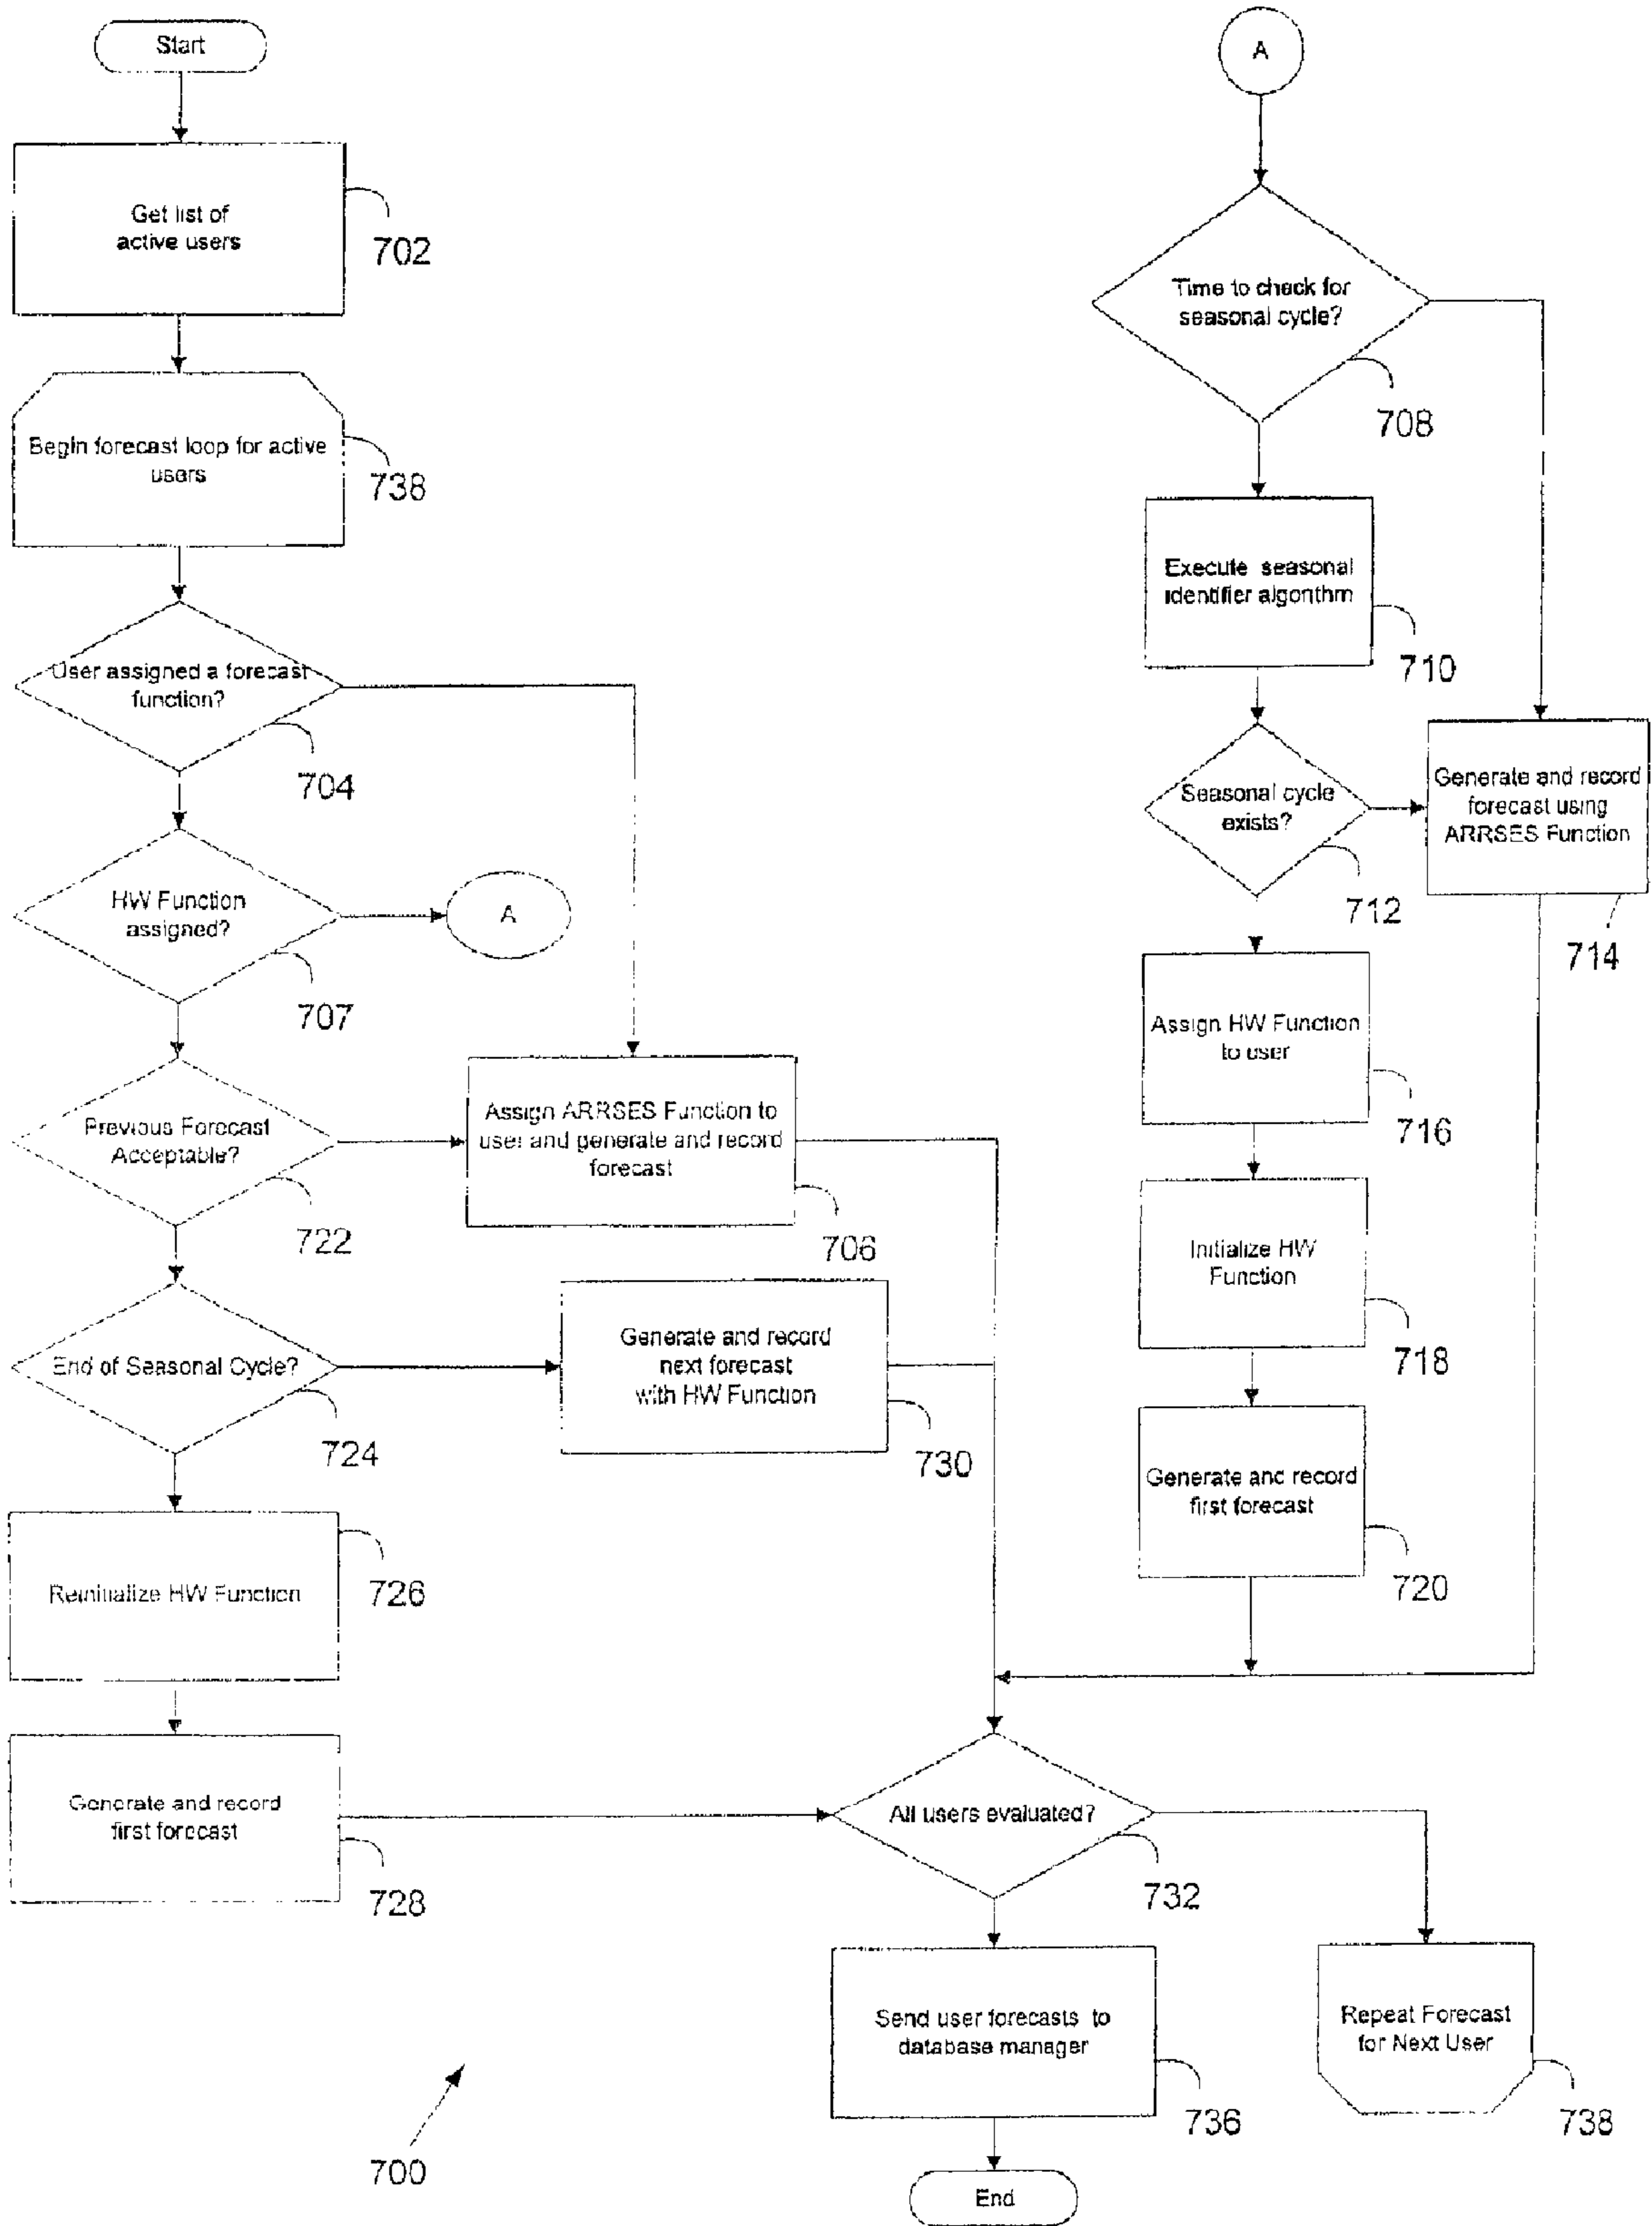 Start
Get list of
active users
702
Begin forecast loop for active
users
738
User assigned a forecast
function?
704
HW Function
assigned?
707
A
Previous Forecast
Acceptable?
722
Assign ARRSES Function to
user and generate and record
forecast
706
End of Seasonal Cycle?
724
Generate and record
next forecast
with HW Function
730
Reinitialize HW Function
726
Generate and record
first forecast
728
A
Time to check for
seasonal cycle?
708
Execute seasonal
identifier algorithm
710
Seasonal cycle
exists?
712
Generate and record
forecast using
ARRSES Function
714
Assign HW Function
to user
716
Initialize HW
Function
718
Generate and record
first forecast
720
All users evaluated?
732
Send user forecasts to
database manager
736
Repeat Forecast
for Next User
738
End
700